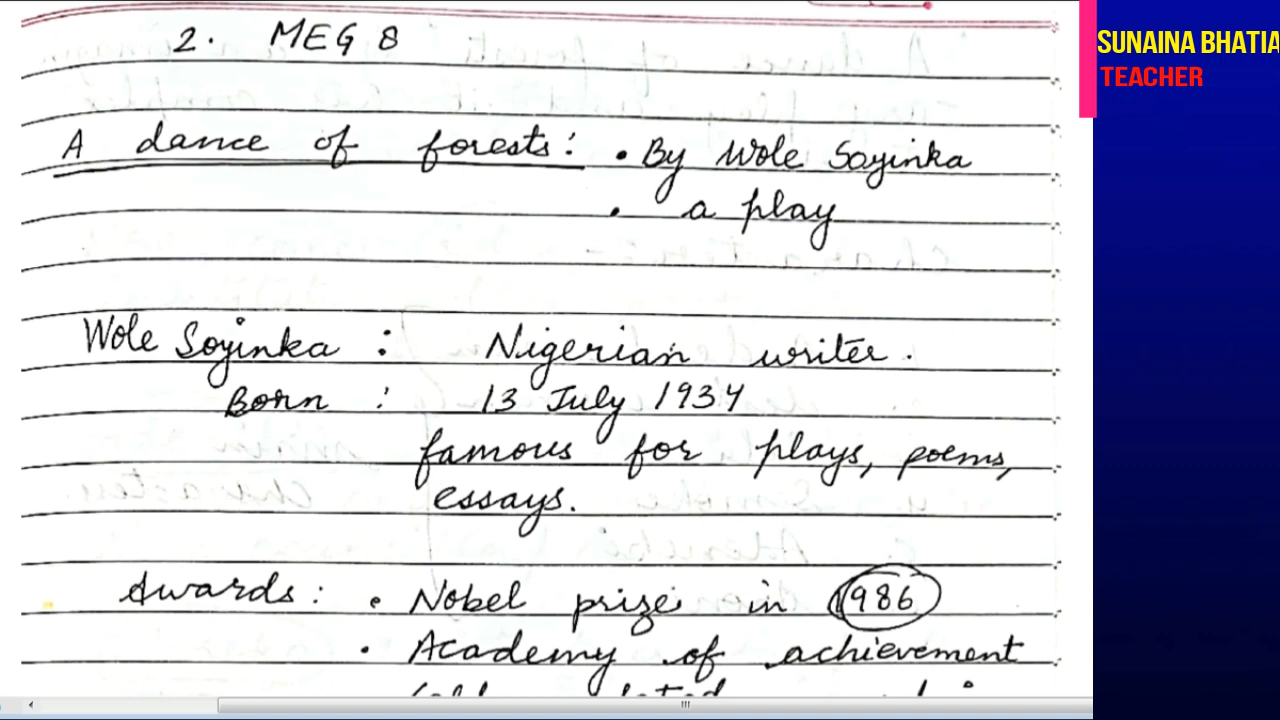 2. MEG 8
SUNAINA BHATIA
TEACHER
A dance of forests: • By Wole Soyinka
• a play
Wole Soyinka : Nigerian writer.
Born : 13 July 1934
famous for plays, poems,
essays.
Awards: • Nobel prize in 1986
• Academy of achievement